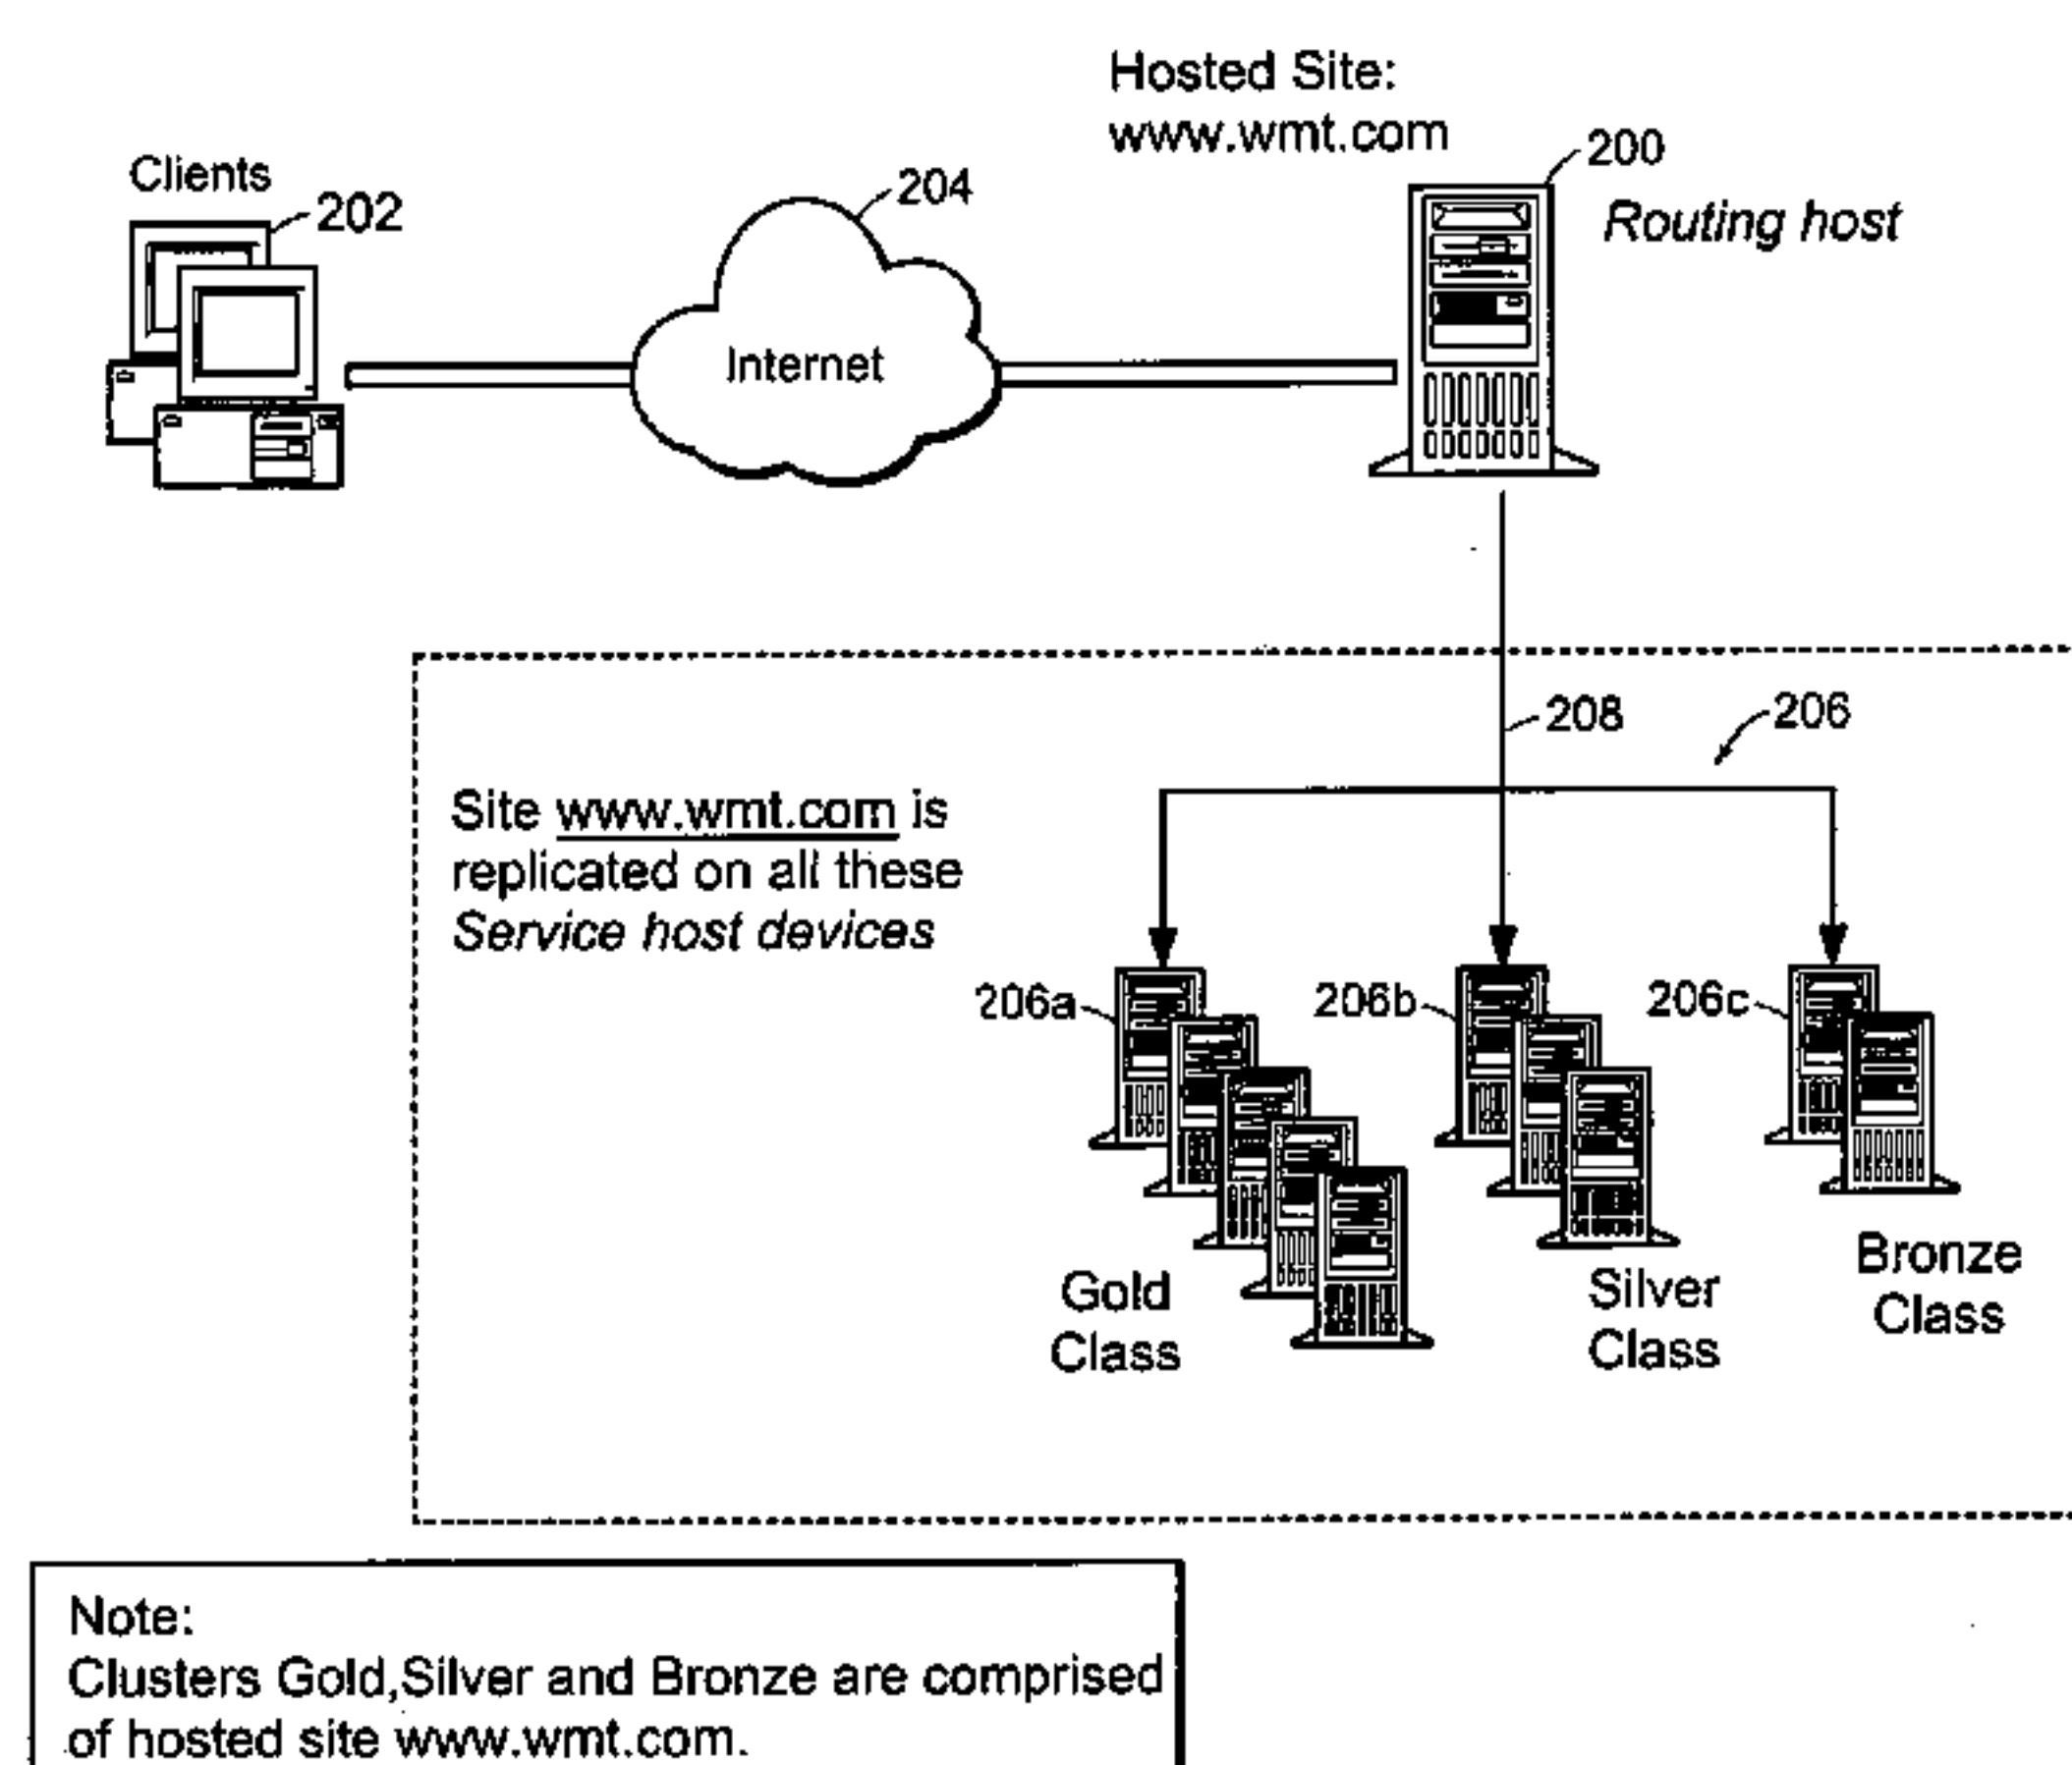 Hosted Site:
www.wmt.com
200
Routing host
Clients
202
204
Internet
208
206
Site www.wmt.com is
replicated on all these
Service host devices
206a
206b
206c
Gold
Class
Silver
Class
Bronze
Class
Note:
Clusters Gold,Silver and Bronze are comprised
of hosted site www.wmt.com.